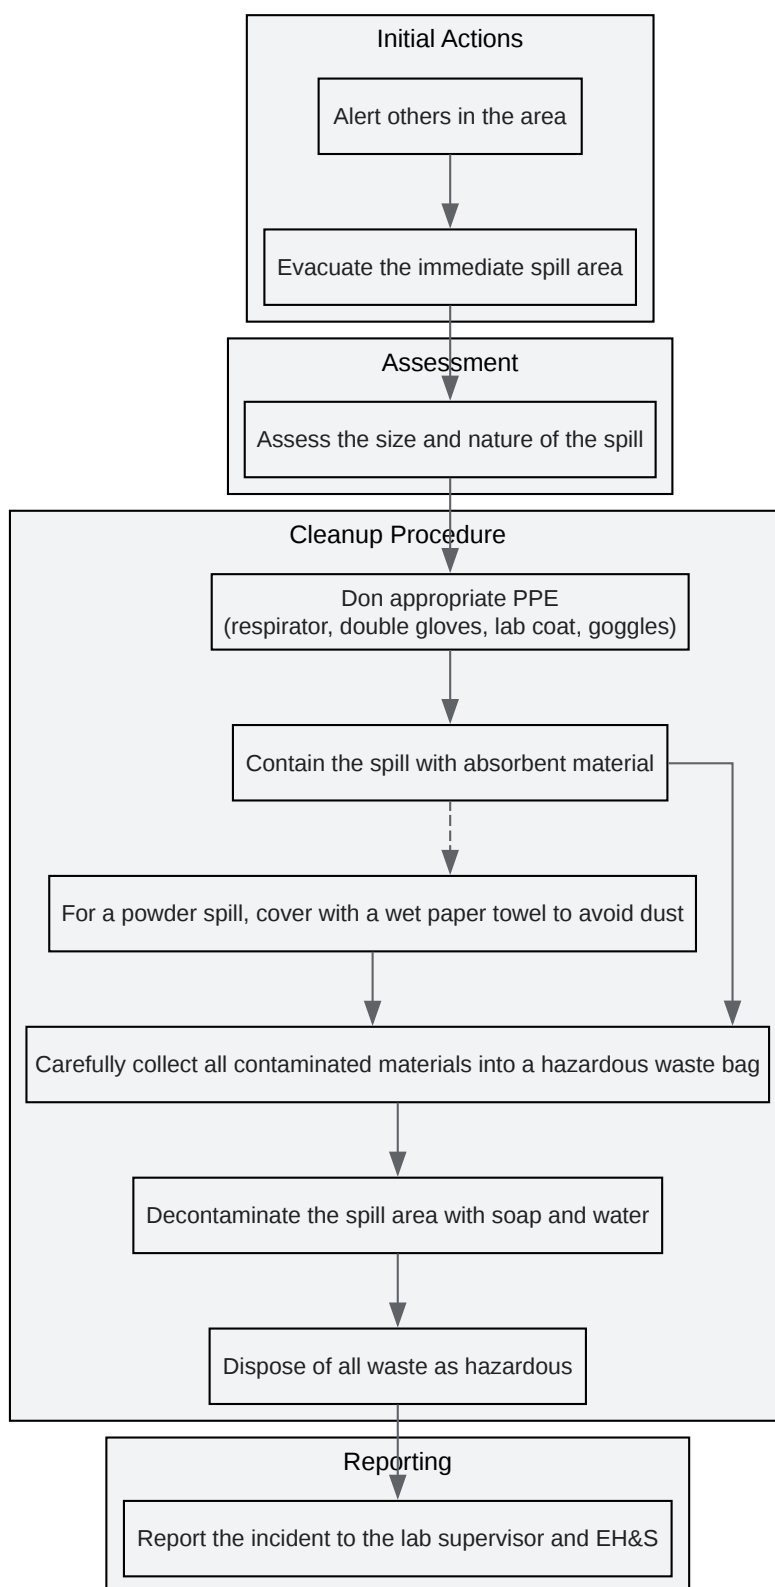 Initial Actions
Alert others in the area
Evacuate the immediate spill area
Assessment
Assess the size and nature of the spill
Cleanup Procedure
Don appropriate PPE
(respirator, double gloves, lab coat, goggles)
Contain the spill with absorbent material
For a powder spill, cover with a wet paper towel to avoid dust
Carefully collect all contaminated materials into a hazardous waste bag
Decontaminate the spill area with soap and water
Dispose of all waste as hazardous
Reporting
Report the incident to the lab supervisor and EH&S